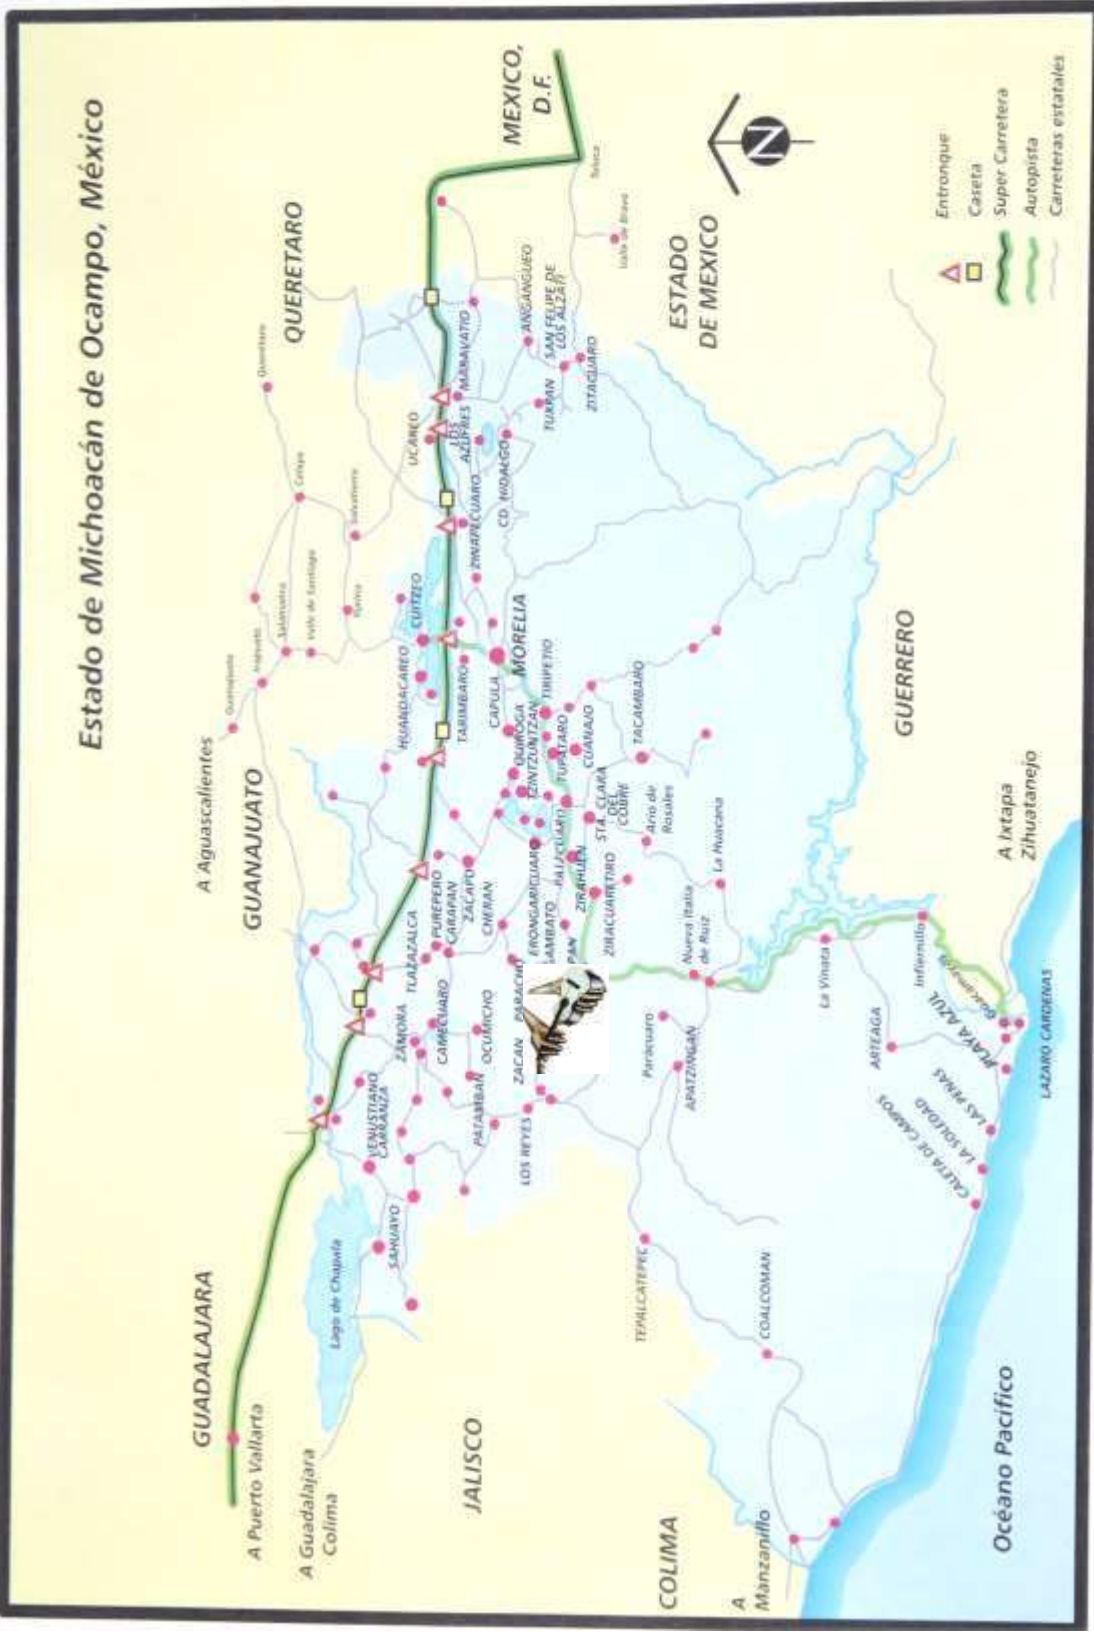 Estado de Michoacán de Ocampo, México
GUADALAJARA
A Puerto Vallarta
A Guadalajara
Colima
JALISCO
COLIMA
A
Manzanillo
Océano Pacífico
Lago de Chapala
SAHUAYO
VENUSTIANO
CARRANZA
ZAMORA
TLAZAZALCA
CAMECUARO
OCUMICHO
PATAMBAN
LOS REYES
ZACAN
PARACHO
PUREPERO
CARAPAN
ZACAPU
CHERAN
ERONGARICUARO
GAMBATO
PAN
PATZCUARO
ZIRAHUEN
ZIRACUARETIRO
STA. CLARA
DEL
COBRE
Ario de
Rosales
La Huacana
Nueva Italia
de Ruiz
Parácuaro
APATZINGAN
TEPALCATEPEC
COALCOMAN
La Vinata
Infiernillo
ARTEAGA
Guacamayas
PLAYA AZUL
LAS PEÑAS
LA SOLEDAD
CALETA DE CAMPOS
LAZARO CARDENAS
A Ixtapa
Zihuatanejo
GUERRERO
A Aguascalientes
GUANAJUATO
Guanajuato
Irapuato
Salamanca
Valle de Santiago
Celaya
Salvatierra
Querétaro
QUERETARO
HUANDACAREO
CUITZEO
TARIMBARO
MORELIA
CAPULA
QUIROGA
TZINTZUNTZAN
TIRIPETIO
TUPATARO
CUANAJO
TACAMBARO
ZINAPECUARO
UCAREO
LOS
AZUFRES
MARAVATIO
CD. HIDALGO
TUXPAN
ANGANGUEO
SAN FELIPE DE
LOS ALZATI
ZITACUARO
MEXICO,
D.F.
Toluca
Valle de Bravo
ESTADO
DE MEXICO
N
Entronque
Caseta
Super Carretera
Autopista
Carreteras estatales